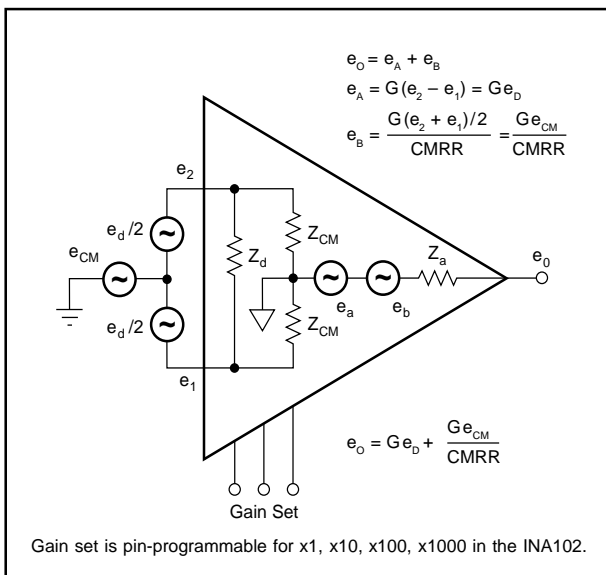 e_O = e_A + e_B
e_A = G(e_2 − e_1) = Ge_D
e_B = G(e_2 + e_1)/2 / CMRR = Ge_CM / CMRR
e_2
e_d/2
Z_CM
e_CM
Z_d
Z_a
e_0
e_a
e_b
e_d/2
Z_CM
e_1
e_O = Ge_D + Ge_CM / CMRR
Gain Set
Gain set is pin-programmable for x1, x10, x100, x1000 in the INA102.